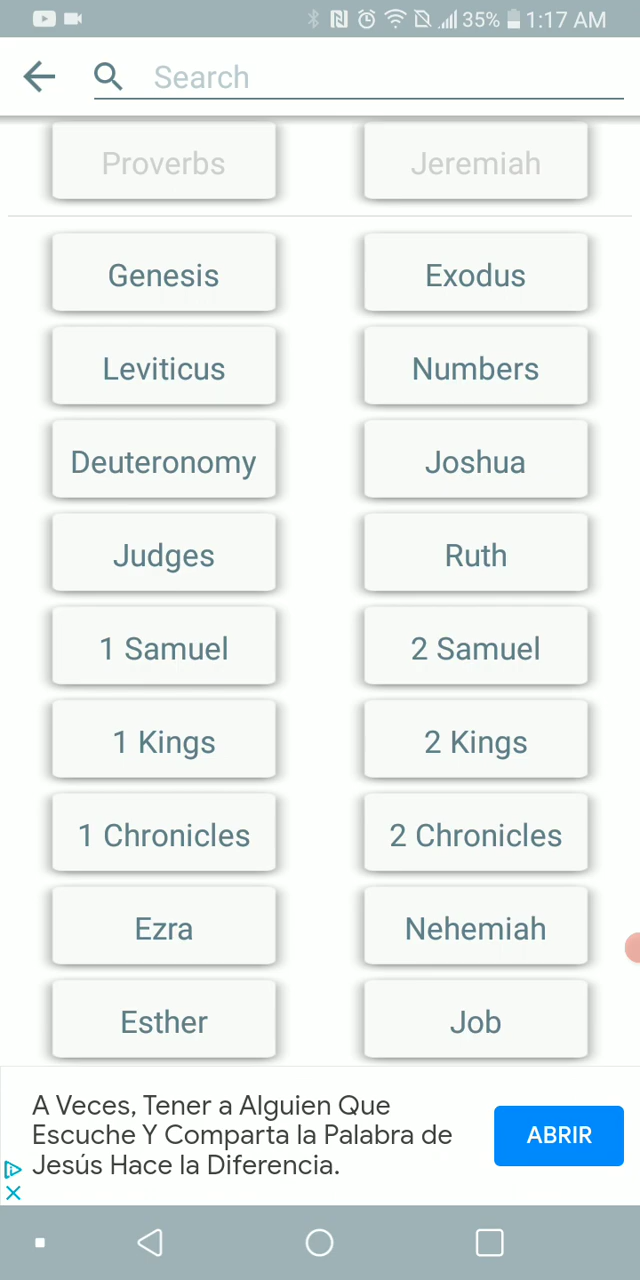 35% 1:17 AM
Search
Proverbs Jeremiah
Genesis Exodus
Leviticus Numbers
Deuteronomy Joshua
Judges Ruth
1 Samuel 2 Samuel
1 Kings 2 Kings
1 Chronicles 2 Chronicles
Ezra Nehemiah
Esther Job
A Veces, Tener a Alguien Que
Escuche Y Comparta la Palabra de
Jesús Hace la Diferencia.
ABRIR